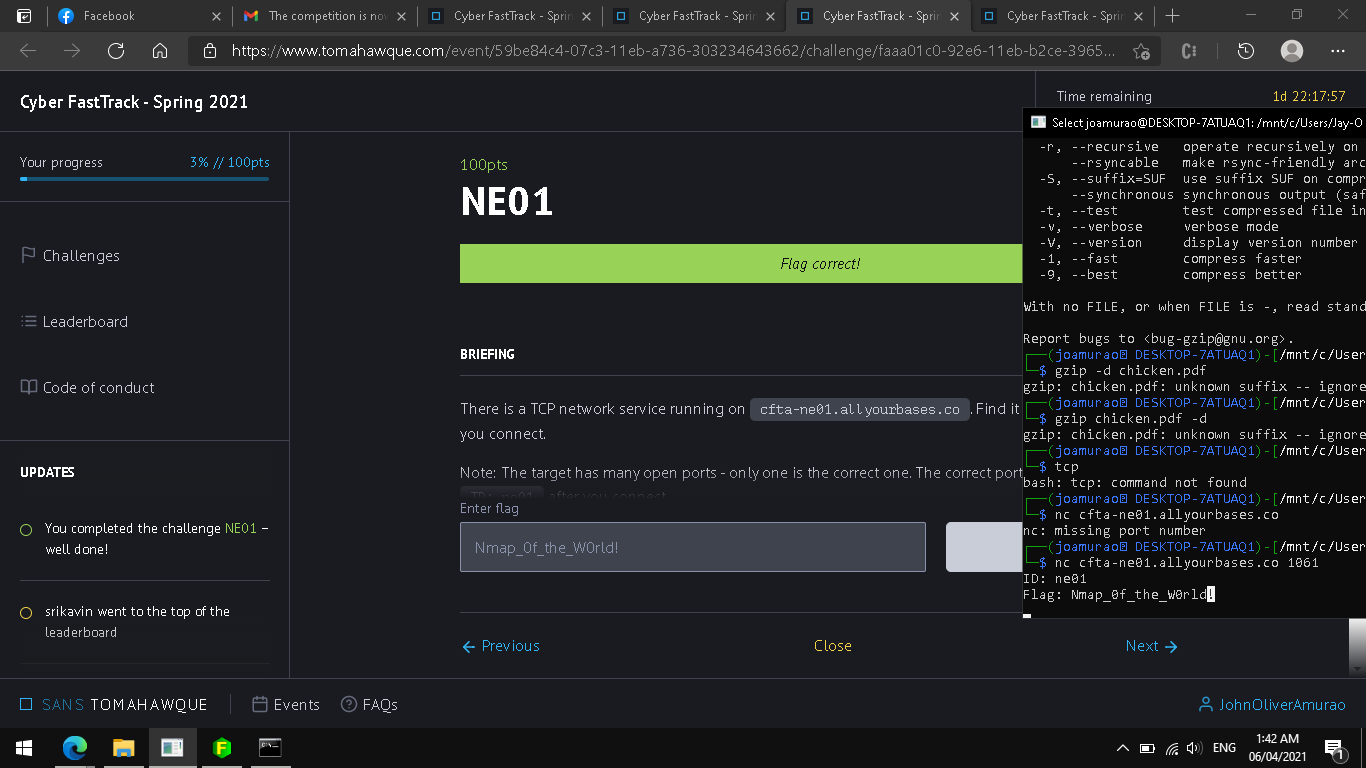 Facebook
The competition is nov
Cyber FastTrack - Sprin
Cyber FastTrack - Sprin
Cyber FastTrack - Sprin
Cyber FastTrack - Sprin
https://www.tomahawque.com/event/59be84c4-07c3-11eb-a736-303234643662/challenge/faaa01c0-92e6-11eb-b2ce-3965...
Cyber FastTrack - Spring 2021
Time remaining
1d 22:17:57
Your progress
3% // 100pts
Challenges
Leaderboard
Code of conduct
UPDATES
You completed the challenge NE01 –
well done!
srikavin went to the top of the
leaderboard
100pts
NE01
Flag correct!
BRIEFING
There is a TCP network service running on cfta-ne01.allyourbases.co. Find it
you connect.
Note: The target has many open ports - only one is the correct one. The correct port
ID: ne01 after you connect
Enter flag
Nmap_0f_the_W0rld!
Previous
Close
Next
Select joamurao@DESKTOP-7ATUAQ1: /mnt/c/Users/Jay-O
-r, --recursive operate recursively on
--rsyncable make rsync-friendly arc
-S, --suffix=SUF use suffix SUF on compr
--synchronous synchronous output (saf
-t, --test test compressed file in
-v, --verbose verbose mode
-V, --version display version number
-1, --fast compress faster
-9, --best compress better
With no FILE, or when FILE is -, read stand
Report bugs to <bug-gzip@gnu.org>.
(joamurao DESKTOP-7ATUAQ1)-[/mnt/c/User
$ gzip -d chicken.pdf
gzip: chicken.pdf: unknown suffix -- ignore
(joamurao DESKTOP-7ATUAQ1)-[/mnt/c/User
$ gzip chicken.pdf -d
gzip: chicken.pdf: unknown suffix -- ignore
(joamurao DESKTOP-7ATUAQ1)-[/mnt/c/User
$ tcp
bash: tcp: command not found
(joamurao DESKTOP-7ATUAQ1)-[/mnt/c/User
$ nc cfta-ne01.allyourbases.co
nc: missing port number
(joamurao DESKTOP-7ATUAQ1)-[/mnt/c/User
$ nc cfta-ne01.allyourbases.co 1061
ID: ne01
Flag: Nmap_0f_the_W0rld!
SANS TOMAHAWQUE
Events
FAQs
JohnOliverAmurao
ENG
1:42 AM
06/04/2021
1